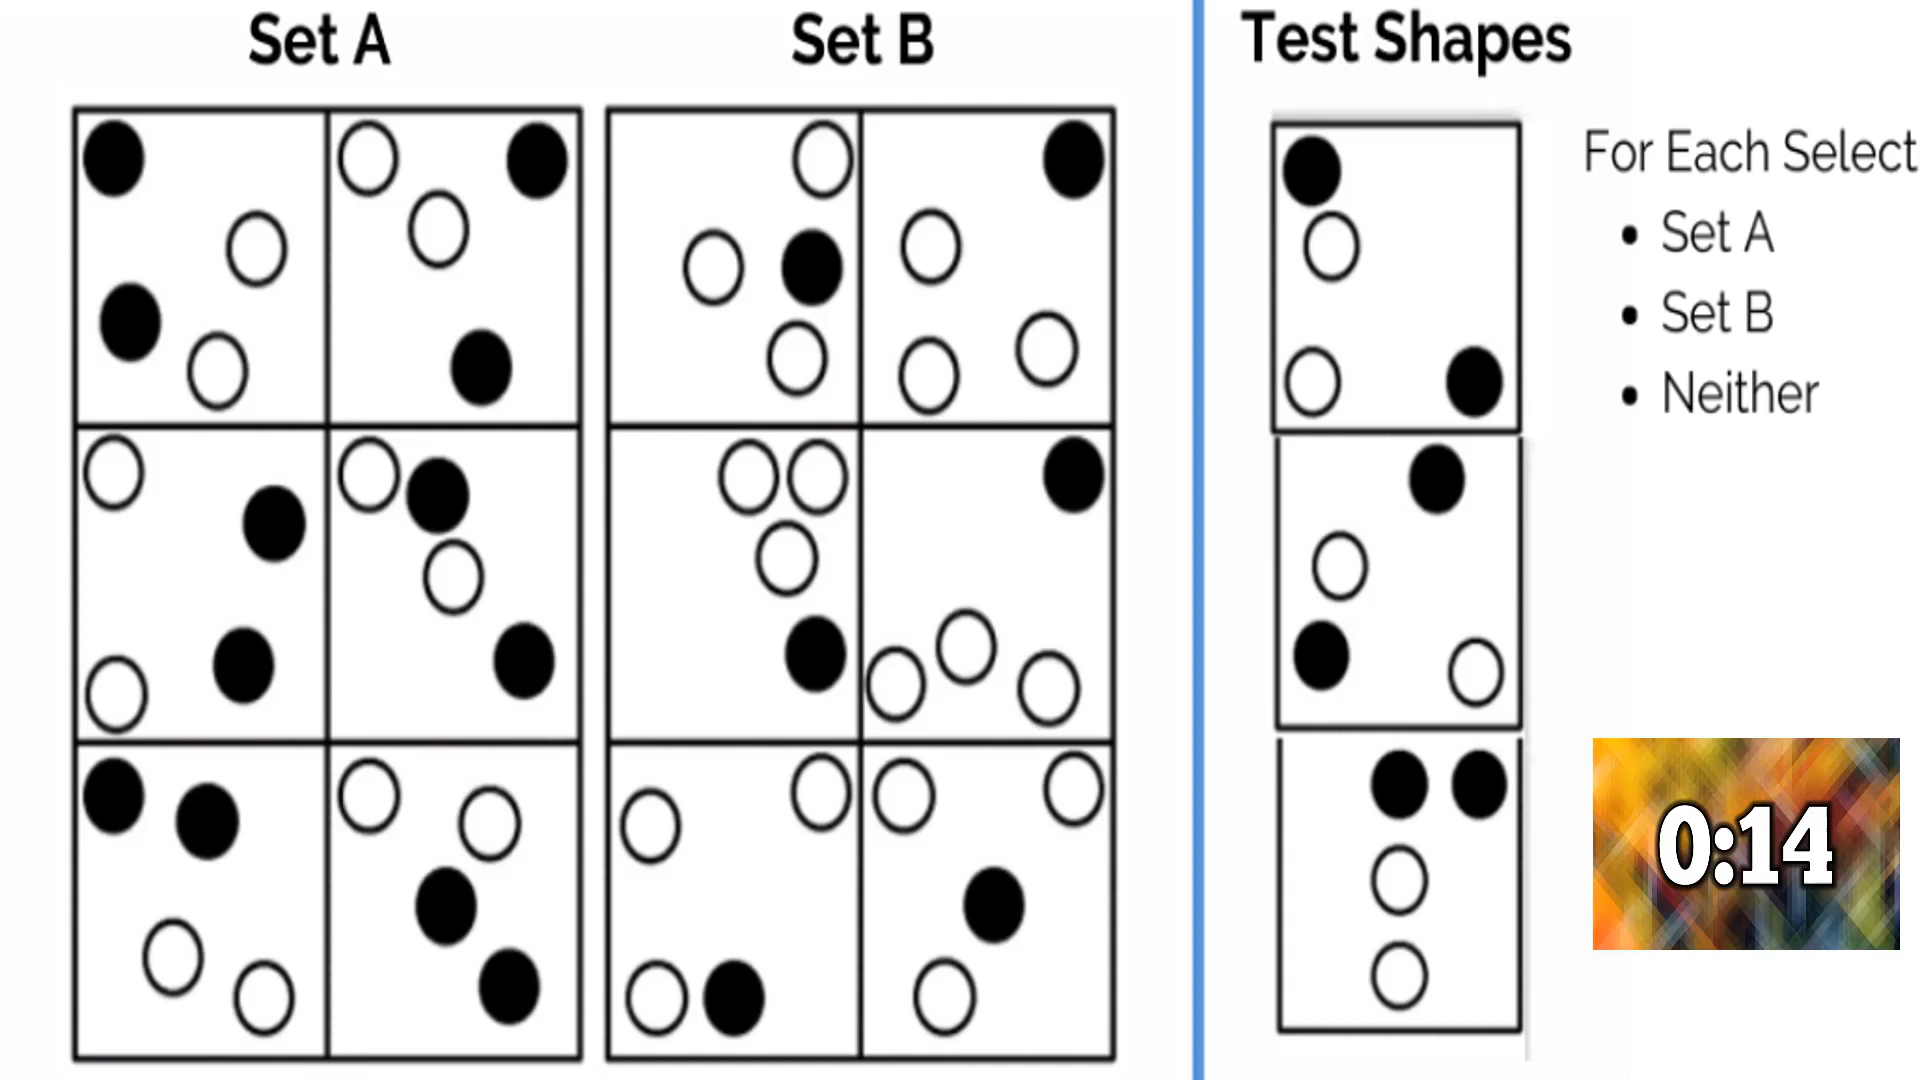 Set A
Set B
Test Shapes
For Each Select
• Set A
• Set B
• Neither
0:14